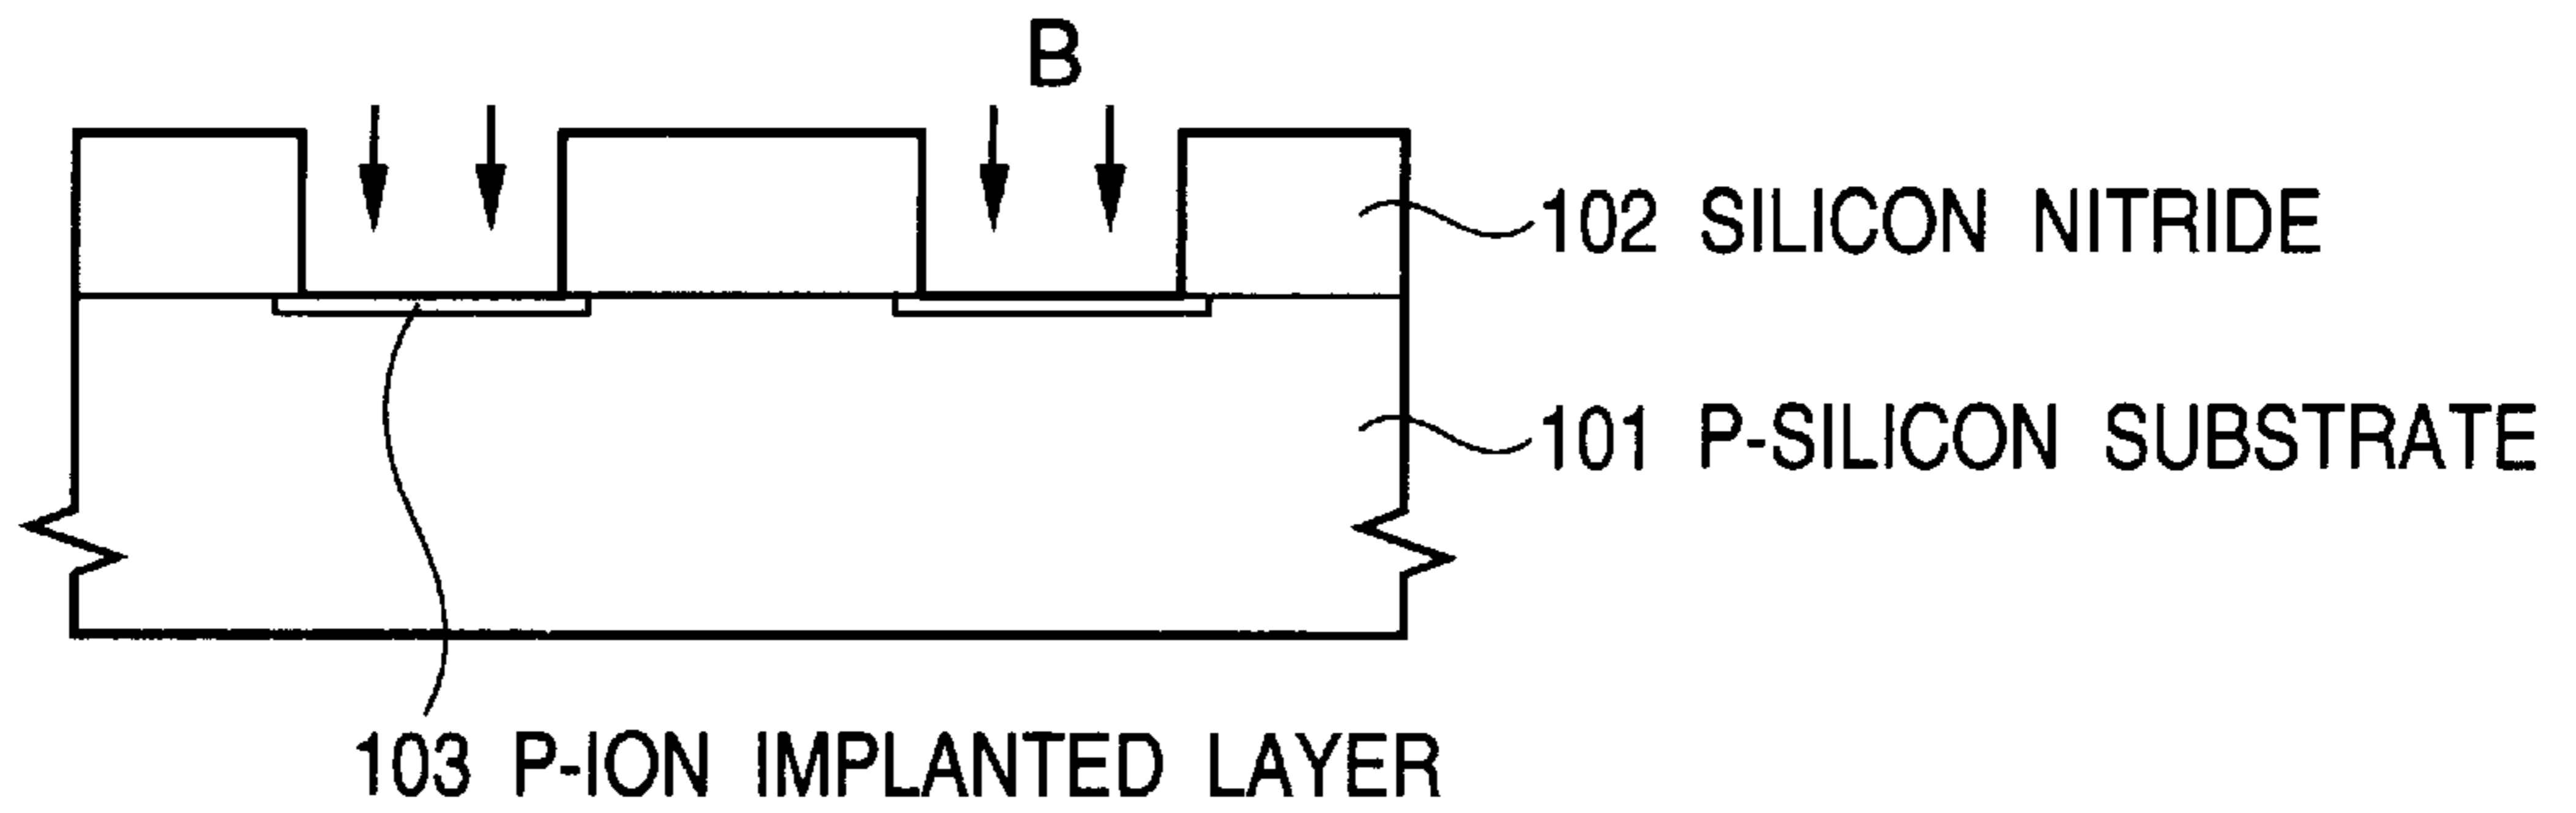 B
102 SILICON NITRIDE
101 P-SILICON SUBSTRATE
103 P-ION IMPLANTED LAYER